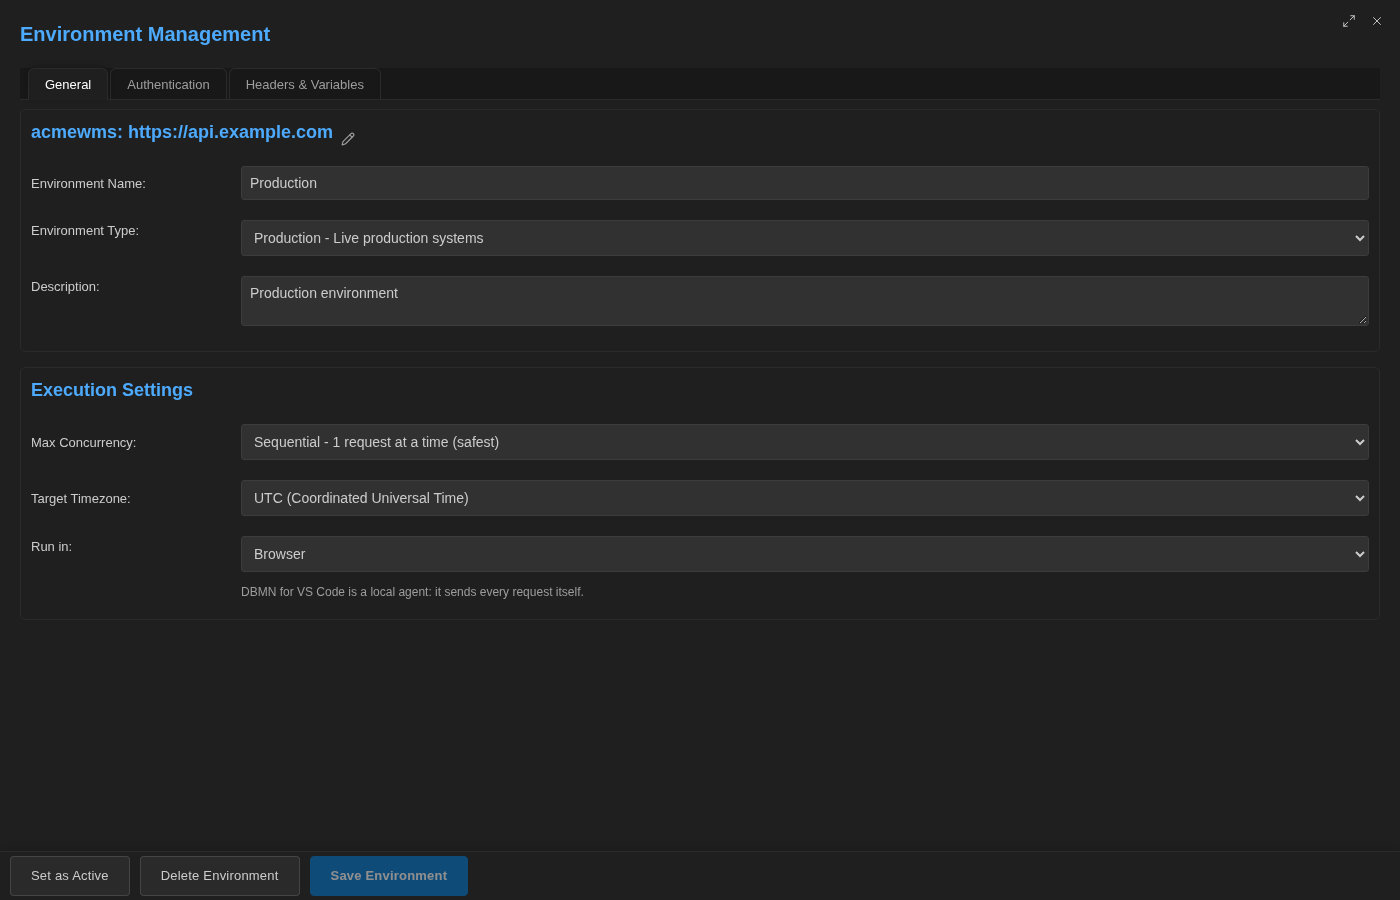 Environment Management
General
Authentication
Headers & Variables
acmewms: https://api.example.com
Environment Name:
Production
Environment Type:
Production - Live production systems
Description:
Production environment
Execution Settings
Max Concurrency:
Sequential - 1 request at a time (safest)
Target Timezone:
UTC (Coordinated Universal Time)
Run in:
Browser
DBMN for VS Code is a local agent: it sends every request itself.
Set as Active
Delete Environment
Save Environment